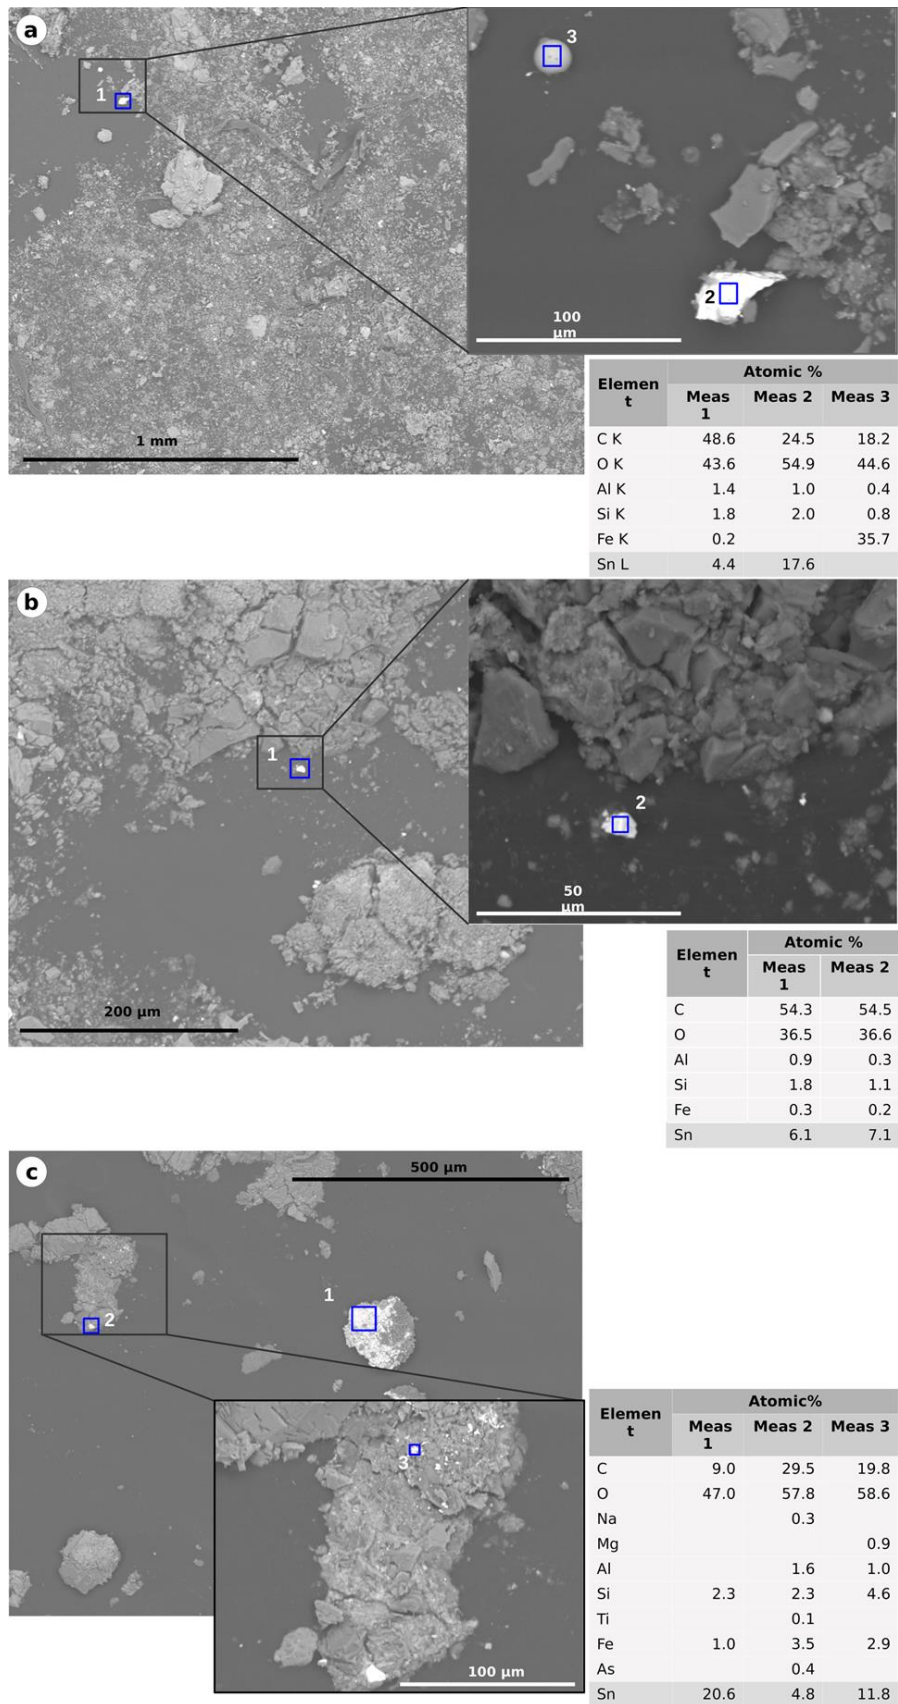 a
1
3
2
100
µm
1 mm
Elemen
t
Atomic %
Meas
1
Meas 2
Meas 3
C K 48.6 24.5 18.2
O K 43.6 54.9 44.6
Al K 1.4 1.0 0.4
Si K 1.8 2.0 0.8
Fe K 0.2 35.7
Sn L 4.4 17.6
b
1
2
50
µm
200 µm
Elemen
t
Atomic %
Meas
1
Meas 2
C 54.3 54.5
O 36.5 36.6
Al 0.9 0.3
Si 1.8 1.1
Fe 0.3 0.2
Sn 6.1 7.1
c
500 µm
1
2
3
100 µm
Elemen
t
Atomic%
Meas
1
Meas 2
Meas 3
C 9.0 29.5 19.8
O 47.0 57.8 58.6
Na 0.3
Mg 0.9
Al 1.6 1.0
Si 2.3 2.3 4.6
Ti 0.1
Fe 1.0 3.5 2.9
As 0.4
Sn 20.6 4.8 11.8